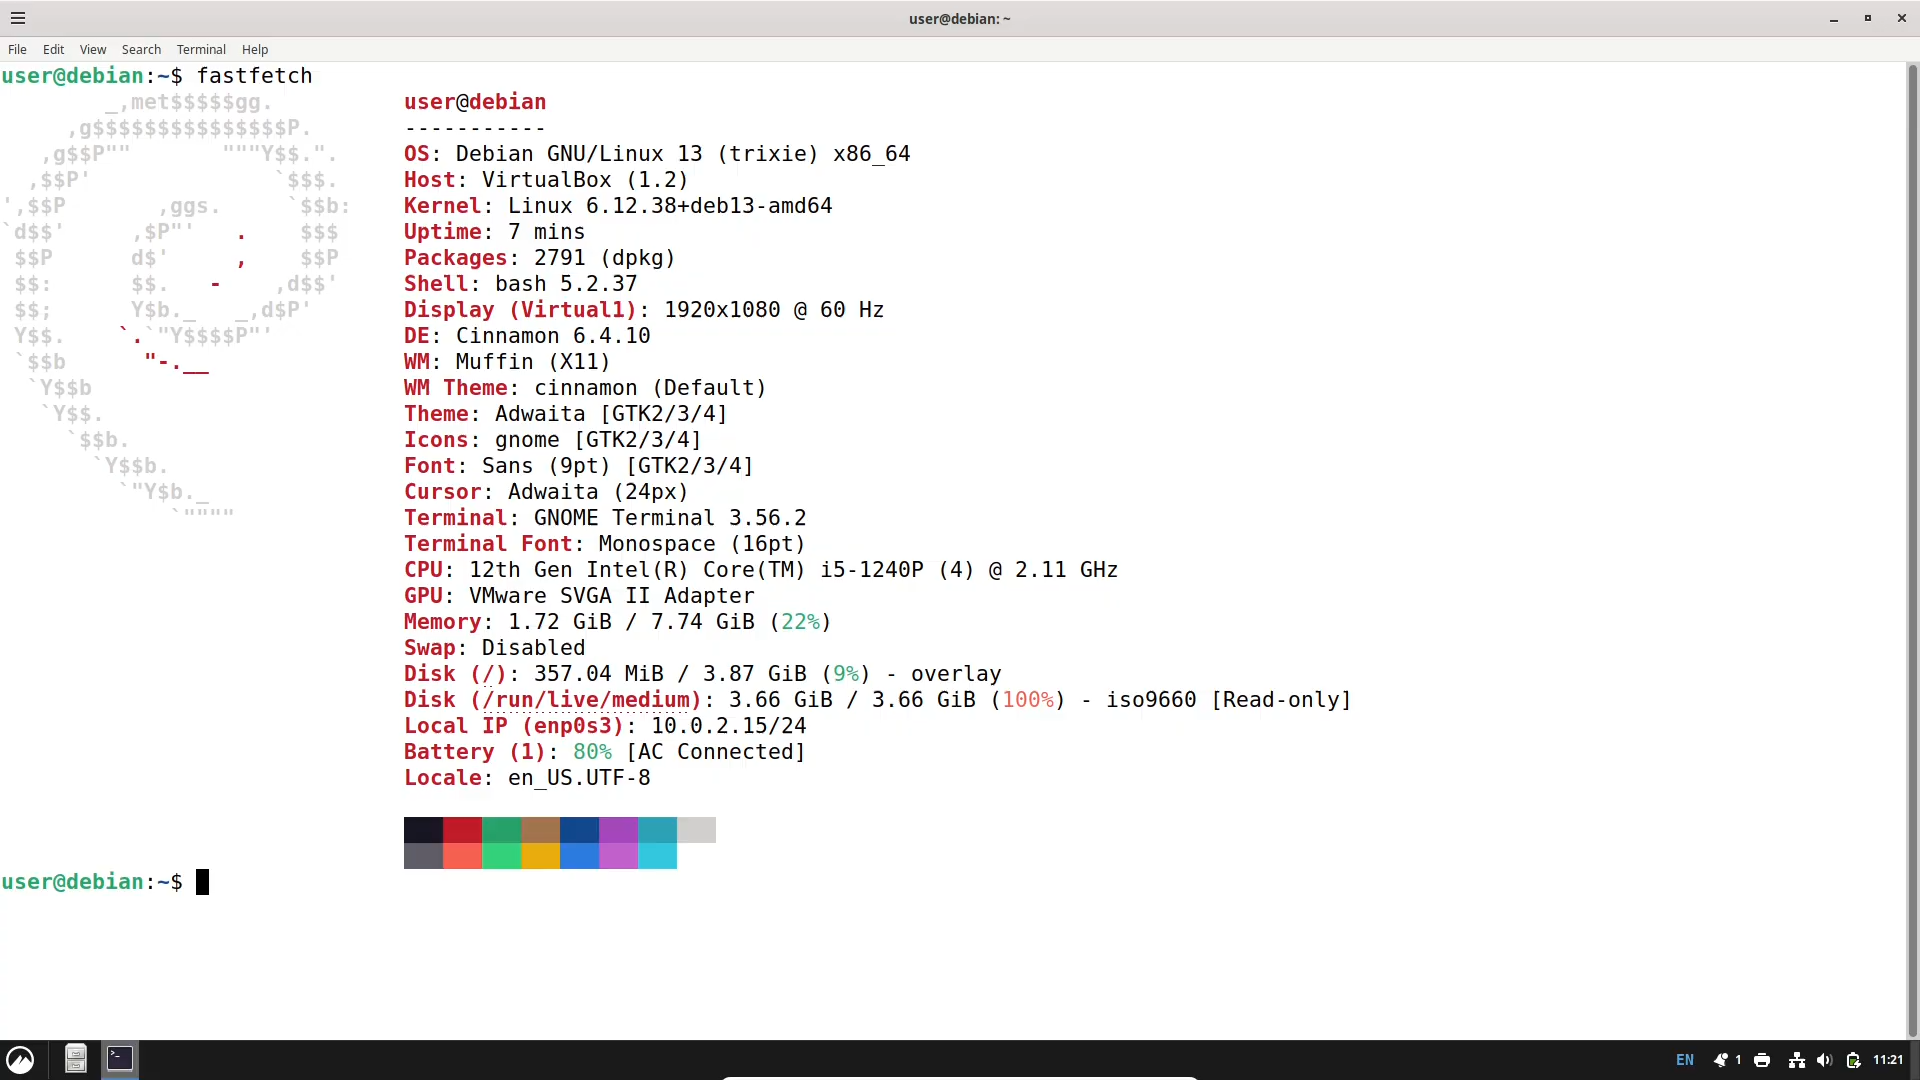 user@debian: ~
File Edit View Search Terminal Help
user@debian:~$ fastfetch
        _,met$$$$$gg.          user@debian
     ,g$$$$$$$$$$$$$$$P.       -----------
   ,g$$P""       """Y$$.".     OS: Debian GNU/Linux 13 (trixie) x86_64
  ,$$P'              `$$$.     Host: VirtualBox (1.2)
',$$P       ,ggs.     `$$b:    Kernel: Linux 6.12.38+deb13-amd64
`d$$'     ,$P"'   .    $$$     Uptime: 7 mins
 $$P      d$'     ,    $$P     Packages: 2791 (dpkg)
 $$:      $$.   -    ,d$$'     Shell: bash 5.2.37
 $$;      Y$b._   _,d$P'       Display (Virtual1): 1920x1080 @ 60 Hz
 Y$$.    `.`"Y$$$$P"'          DE: Cinnamon 6.4.10
 `$$b      "-.__               WM: Muffin (X11)
  `Y$$b                        WM Theme: cinnamon (Default)
   `Y$$.                       Theme: Adwaita [GTK2/3/4]
     `$$b.                     Icons: gnome [GTK2/3/4]
       `Y$$b.                  Font: Sans (9pt) [GTK2/3/4]
         `"Y$b._               Cursor: Adwaita (24px)
             `""""             Terminal: GNOME Terminal 3.56.2
Terminal Font: Monospace (16pt)
CPU: 12th Gen Intel(R) Core(TM) i5-1240P (4) @ 2.11 GHz
GPU: VMware SVGA II Adapter
Memory: 1.72 GiB / 7.74 GiB (22%)
Swap: Disabled
Disk (/): 357.04 MiB / 3.87 GiB (9%) - overlay
Disk (/run/live/medium): 3.66 GiB / 3.66 GiB (100%) - iso9660 [Read-only]
Local IP (enp0s3): 10.0.2.15/24
Battery (1): 80% [AC Connected]
Locale: en_US.UTF-8
user@debian:~$
EN 1 11:21